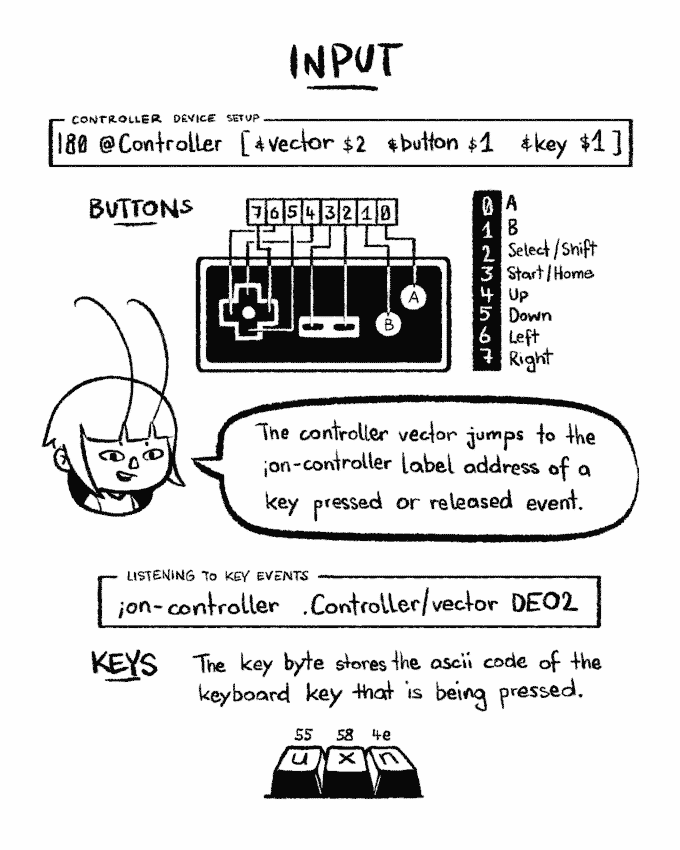 INPUT
CONTROLLER DEVICE SETUP
|80 @Controller [ &vector $2 &button $1 &key $1 ]
BUTTONS
7 6 5 4 3 2 1 0
A
B
0 A
1 B
2 Select/Shift
3 Start/Home
4 Up
5 Down
6 Left
7 Right
The controller vector jumps to the
;on-controller label address of a
key pressed or released event.
LISTENING TO KEY EVENTS
;on-controller .Controller/vector DEO2
KEYS
The key byte stores the ascii code of the
keyboard key that is being pressed.
55 58 4e
u x n